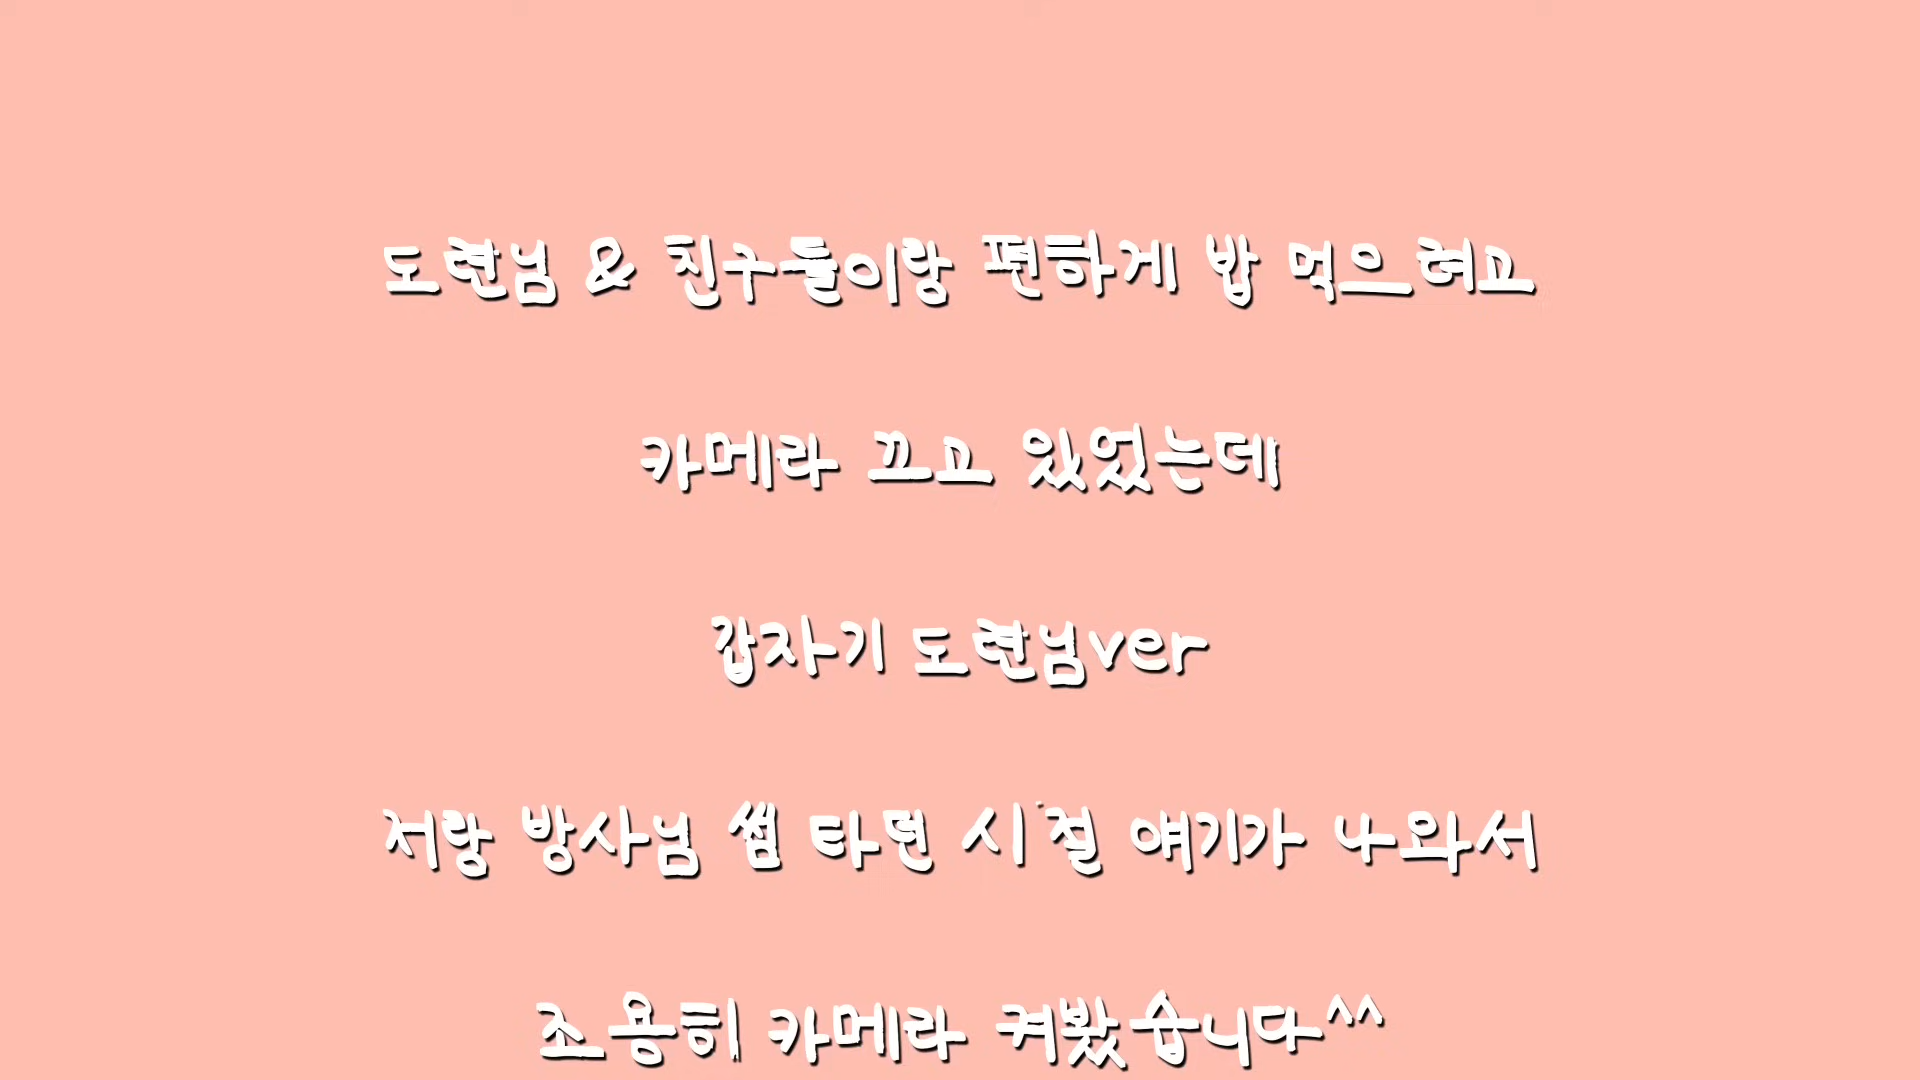 도련님 & 친구들이랑 편하게 밥 먹으려고
카메라 끄고 있었는데
갑자기 도련님ver
저랑 방사님 썸 타던 시절 얘기가 나와서
조용히 카메라 켜봤습니다^^